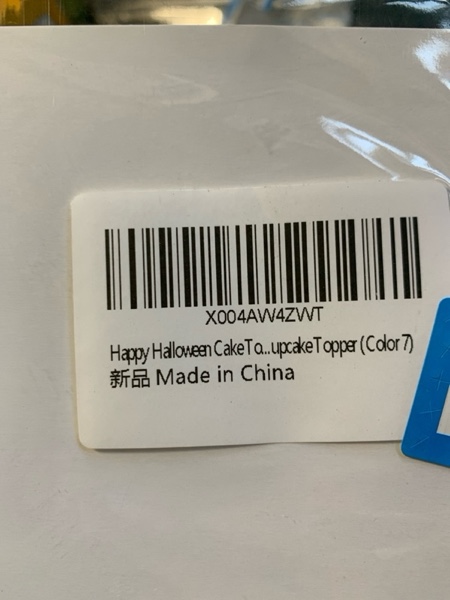 X004AW4ZWT
Happy Halloween Cake To...upcake Topper (Color 7)
新品 Made in China